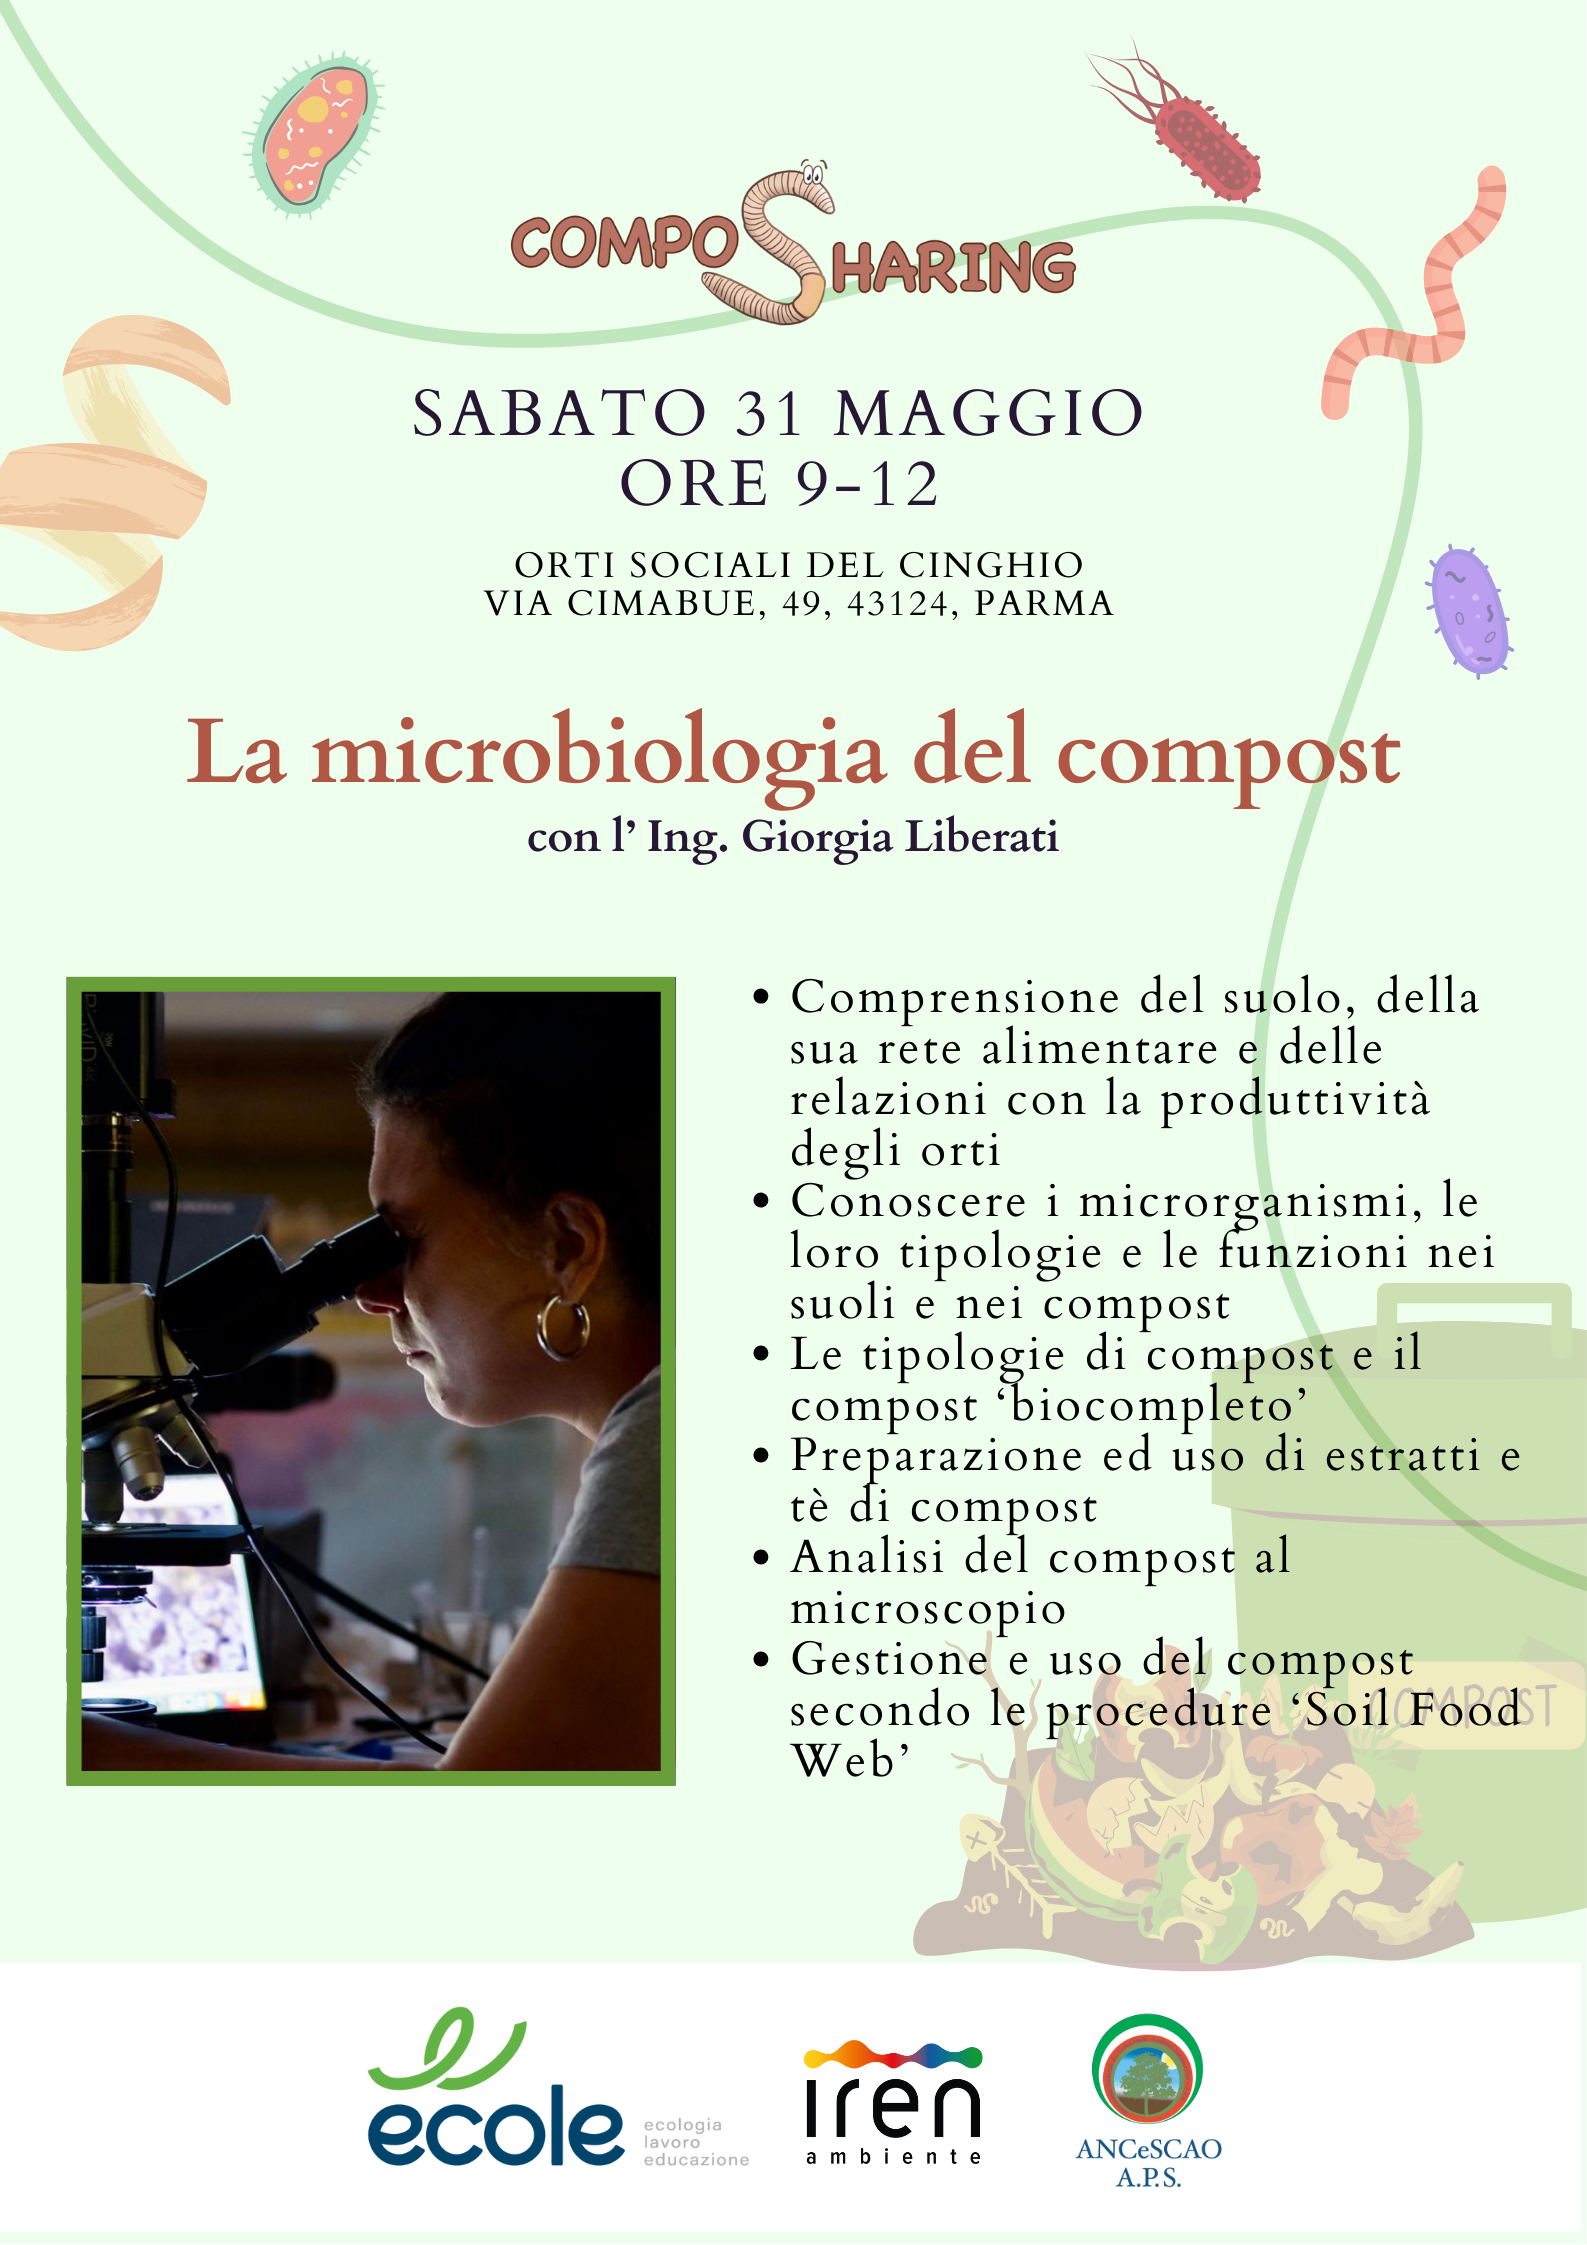 COMPOSHARING
SABATO 31 MAGGIO
ORE 9-12
ORTI SOCIALI DEL CINGHIO
VIA CIMABUE, 49, 43124, PARMA
La microbiologia del compost
con l’ Ing. Giorgia Liberati
• Comprensione del suolo, della
sua rete alimentare e delle
relazioni con la produttività
degli orti
• Conoscere i microrganismi, le
loro tipologie e le funzioni nei
suoli e nei compost
• Le tipologie di compost e il
compost ‘biocompleto’
• Preparazione ed uso di estratti e
tè di compost
• Analisi del compost al
microscopio
• Gestione e uso del compost
secondo le procedure ‘Soil Food
Web’
COMPOST
ecole
ecologia
lavoro
educazione
iren
ambiente
ANCeSCAO
A.P.S.